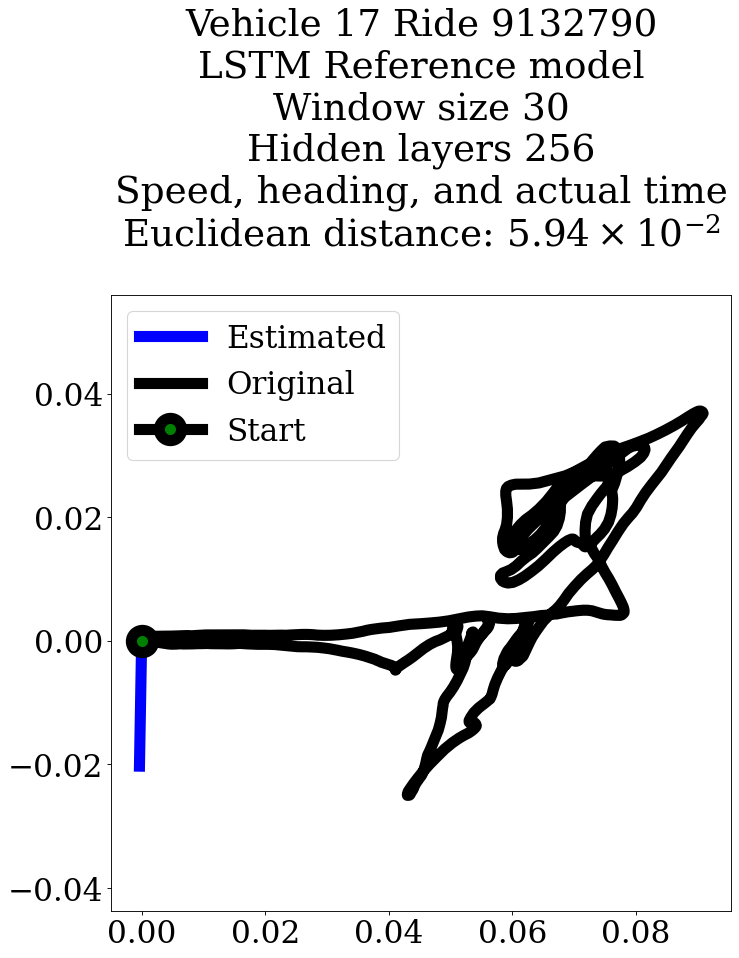 Vehicle 17 Ride 9132790
LSTM Reference model
Window size 30
Hidden layers 256
Speed, heading, and actual time
Euclidean distance: 5.94 × 10⁻²
Estimated
Original
Start
0.04
0.02
0.00
−0.02
−0.04
0.00 0.02 0.04 0.06 0.08